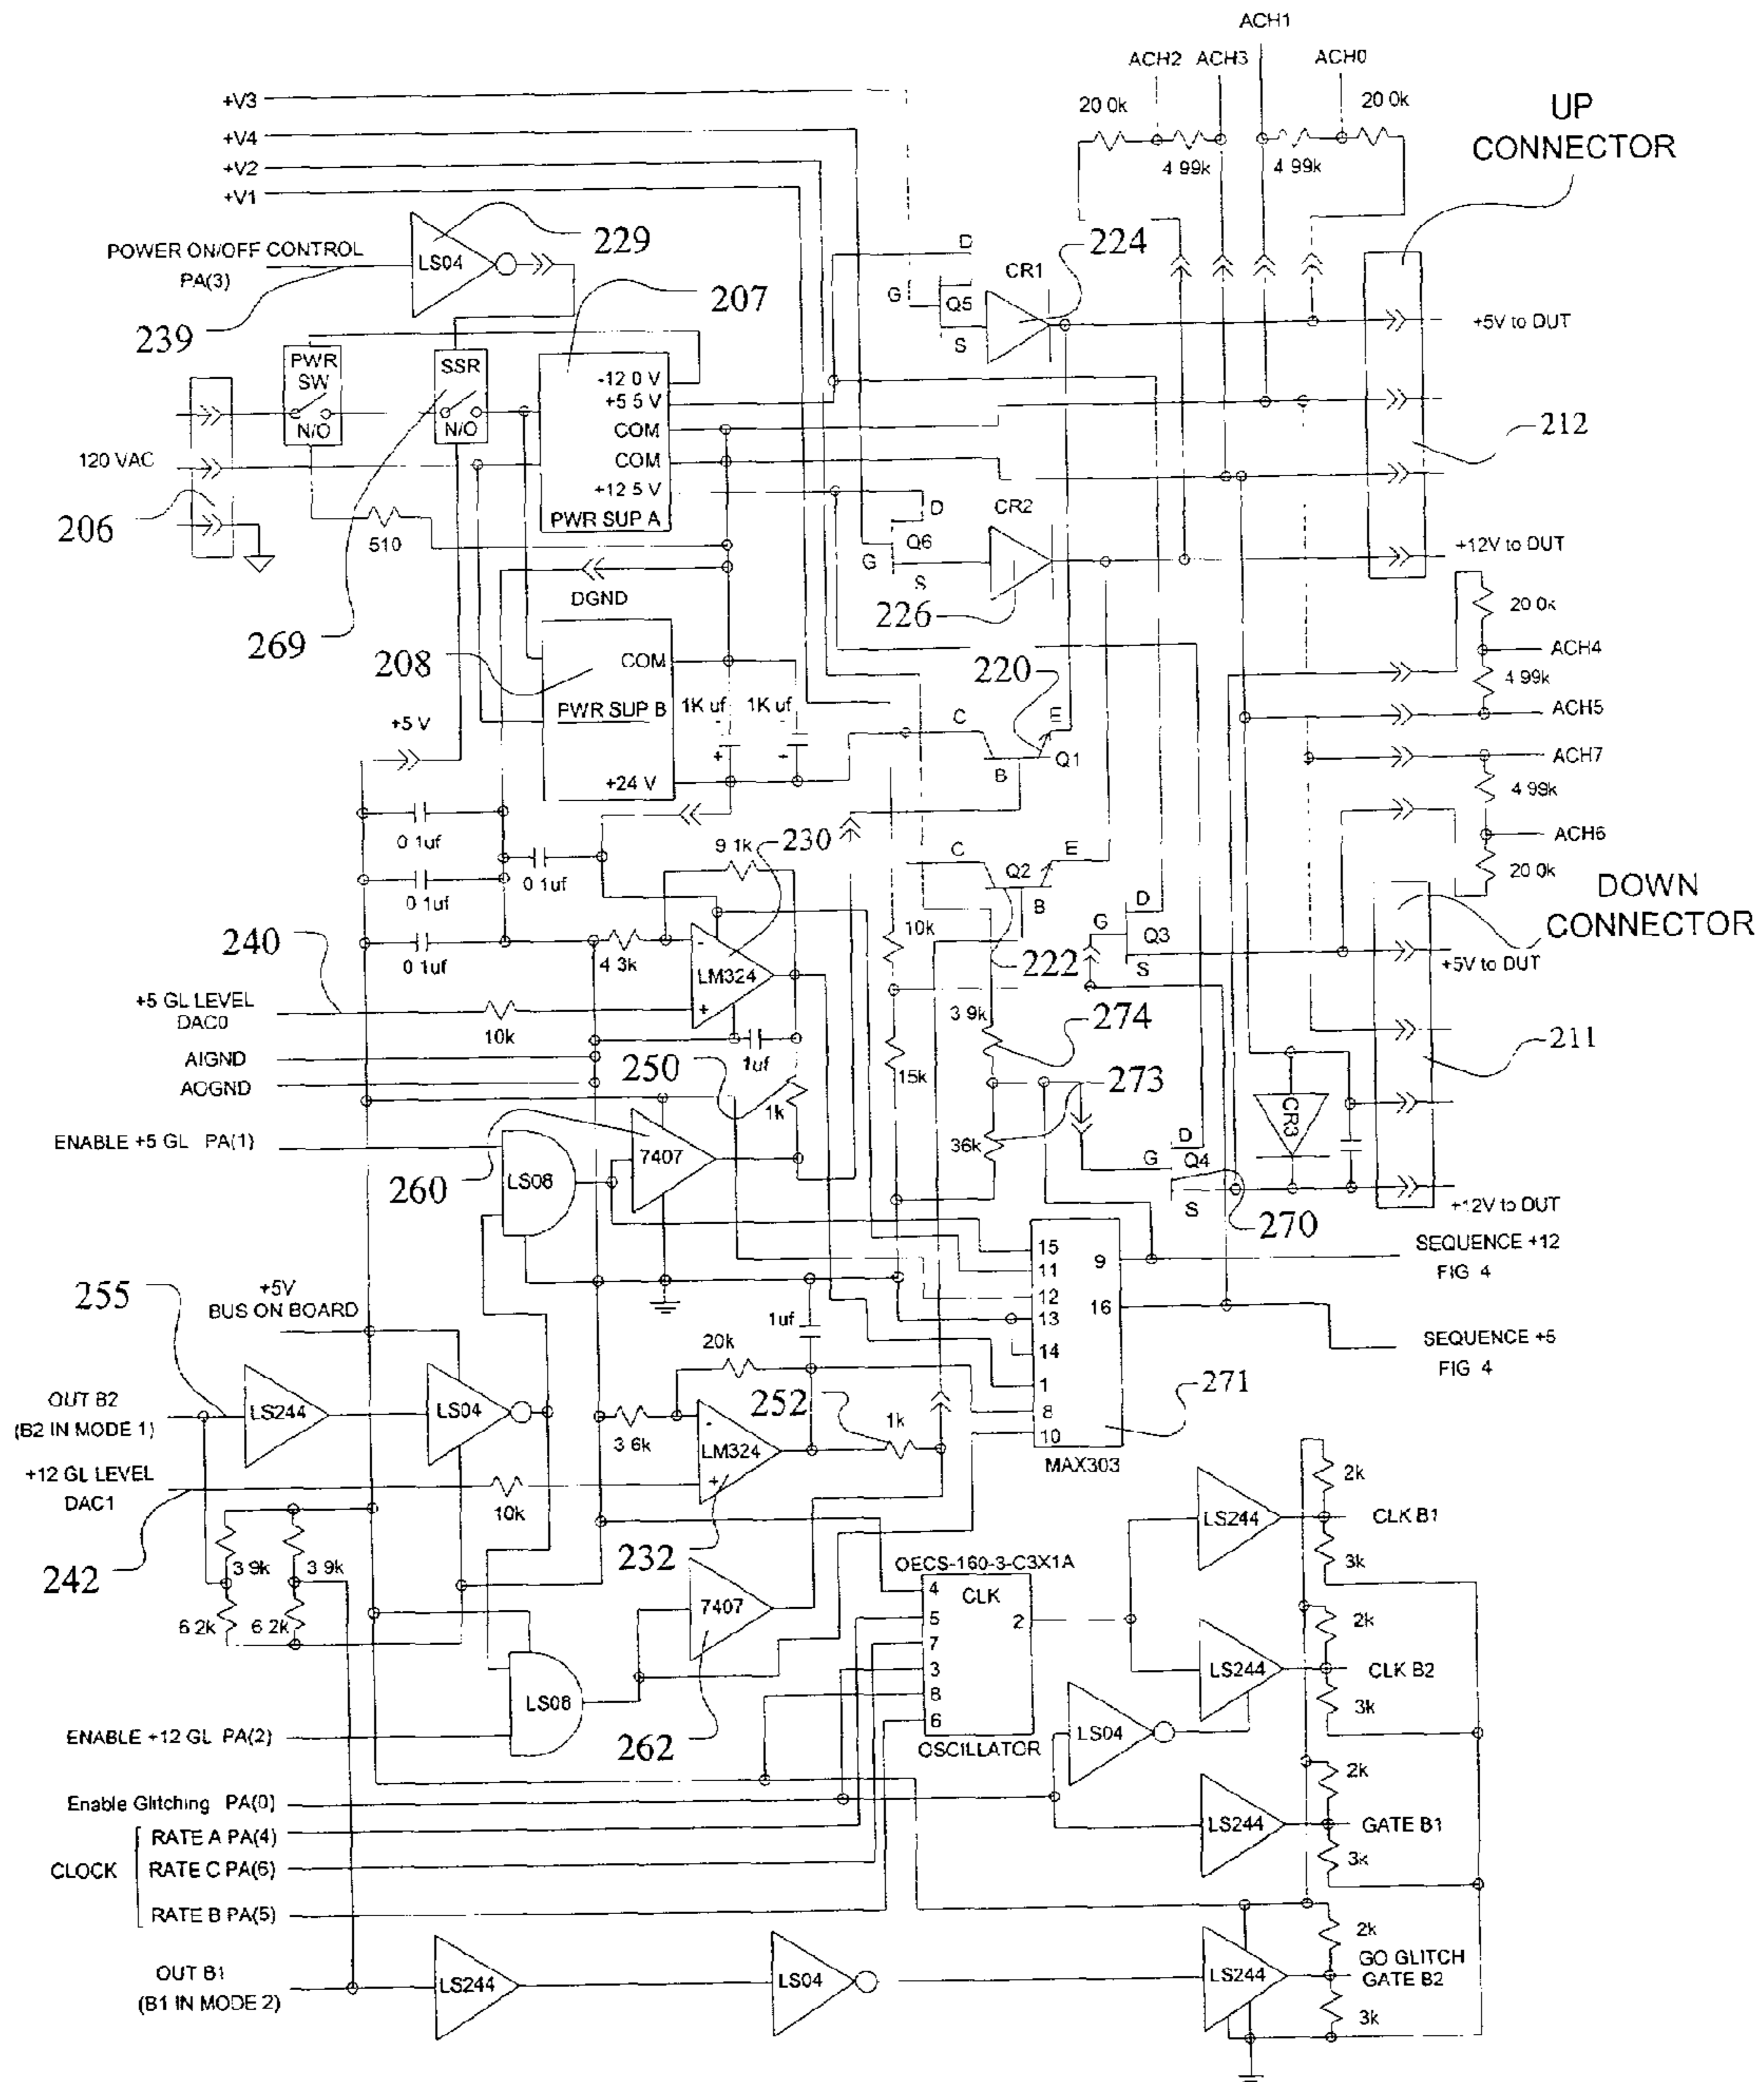 ACH1
ACH2 ACH3 ACH0
+V3
20 0k 20 0k
UP
CONNECTOR
+V4
4 99k 4 99k
+V2
+V1
229
POWER ON/OFF CONTROL
PA(3)
LS04
D
224
CR1
207
G Q5
S
239
+5V to DUT
PWR
SW
N/O
SSR
N/O
-12 0 V
+5 5 V
COM
COM
+12 5 V
PWR SUP A
212
120 VAC
206
510
D
CR2
Q6
G
S
+12V to DUT
DGND
226
20 0k
269
208
COM
220
ACH4
4 99k
PWR SUP B
1K uf 1K uf
+5 V
C E
ACH5
+ +
B Q1
ACH7
+24 V
4 99k
0 1uf
9 1k
230
ACH6
0 1uf
C Q2 E
20 0k
0 1uf
B
D
DOWN
CONNECTOR
240
10k
G
Q3
0 1uf
4 3k
-
LM324
+
222
S
+5V to DUT
+5 GL LEVEL
DAC0
10k
3 9k
274
AIGND
1uf
211
250
AOGND
15k
273
1k
CR3
ENABLE +5 GL PA(1)
7407
36k
D
G Q4
LS08
260
S
+12V to DUT
270
SEQUENCE +12
FIG 4
15
11
12
13
14
1
8
10
9
16
+5V
BUS ON BOARD
255
1uf
SEQUENCE +5
FIG 4
20k
271
OUT B2
(B2 IN MODE 1)
LS244
LS04
252
1k
3 6k
-
LM324
+
MAX303
+12 GL LEVEL
DAC1
2k
10k
LS244
CLK B1
242
3 9k 3 9k
232
OECS-160-3-C3X1A
3k
6 2k 6 2k
7407
4
5
7
3
8
6
CLK
2
2k
LS244
CLK B2
LS08
3k
ENABLE +12 GL PA(2)
262
OSCILLATOR
LS04
Enable Glitching PA(0)
2k
CLOCK
RATE A PA(4)
RATE C PA(6)
RATE B PA(5)
LS244
GATE B1
3k
2k
OUT B1
(B1 IN MODE 2)
LS244
LS04
LS244
GO GLITCH
GATE B2
3k